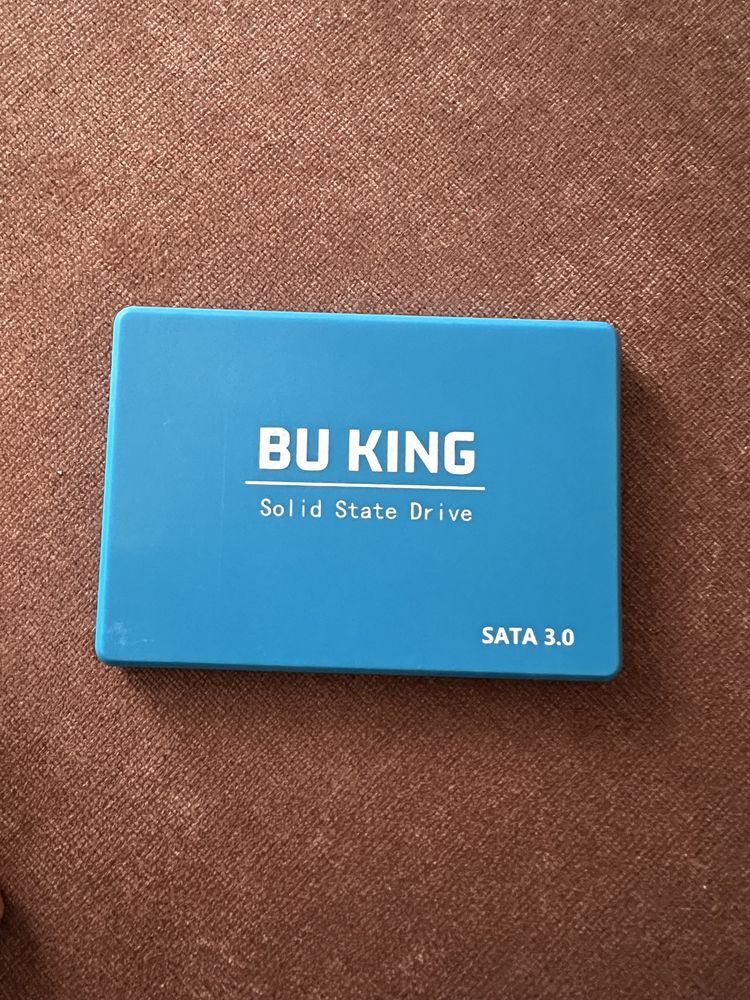 BU KING
Solid State Drive
SATA 3.0